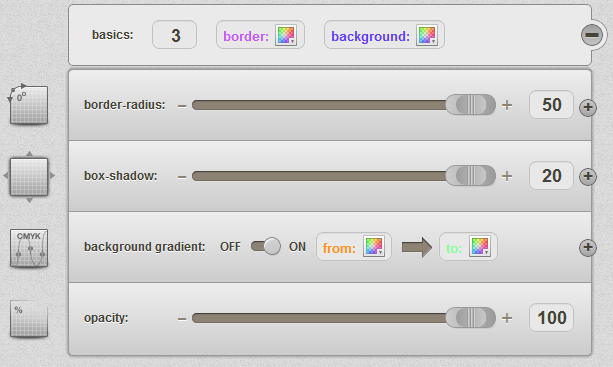 basics: 3 border: background: −
0° border-radius: − + 50 +
box-shadow: − + 20 +
CMYK background gradient: OFF ON from: to: +
% opacity: − + 100